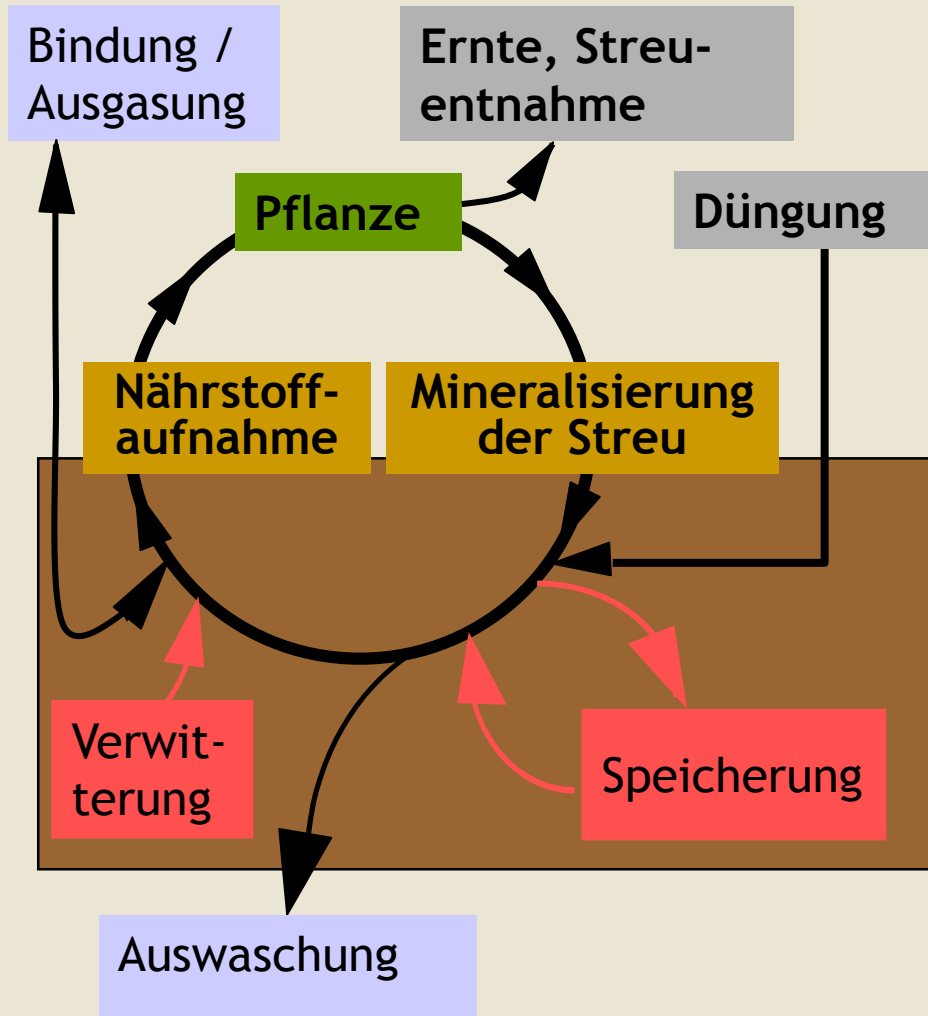 Bindung /
Ausgasung
Ernte, Streu-
entnahme
Pflanze
Düngung
Nährstoff-
aufnahme
Mineralisierung
der Streu
Verwit-
terung
Speicherung
Auswaschung